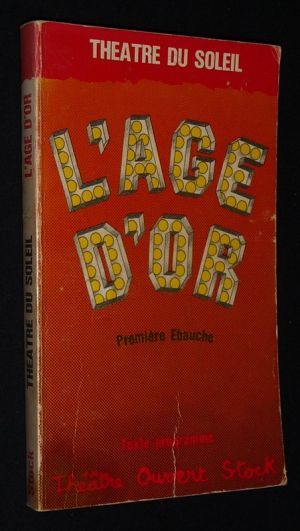 THEATRE DU SOLEIL
L'AGE
D'OR
Première Ebauche
Texte programme
Théâtre Ouvert Stock
L'AGE D'OR
THEATRE DU SOLEIL
Stock